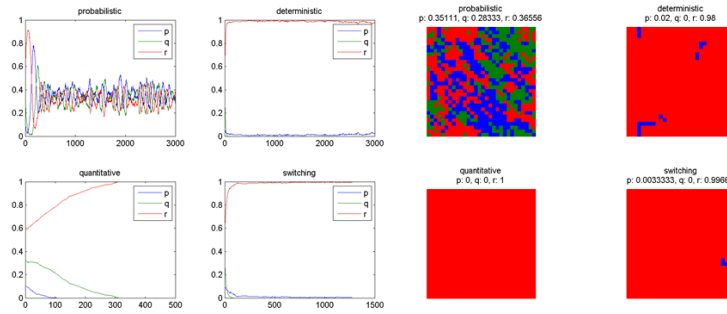 probabilistic
deterministic
probabilistic
p: 0.35111, q: 0.28333, r: 0.36556
deterministic
p: 0.02, q: 0, r: 0.98
1
0.8
0.6
0.4
0.2
0
0 1000 2000 3000
p
q
r
1
0.8
0.6
0.4
0.2
0
0 1000 2000 3000
p
q
r
quantitative
switching
quantitative
p: 0, q: 0, r: 1
switching
p: 0.0033333, q: 0, r: 0.9966
1
0.8
0.6
0.4
0.2
0
0 100 200 300 400 500
p
q
r
1
0.8
0.6
0.4
0.2
0
0 500 1000 1500
p
q
r